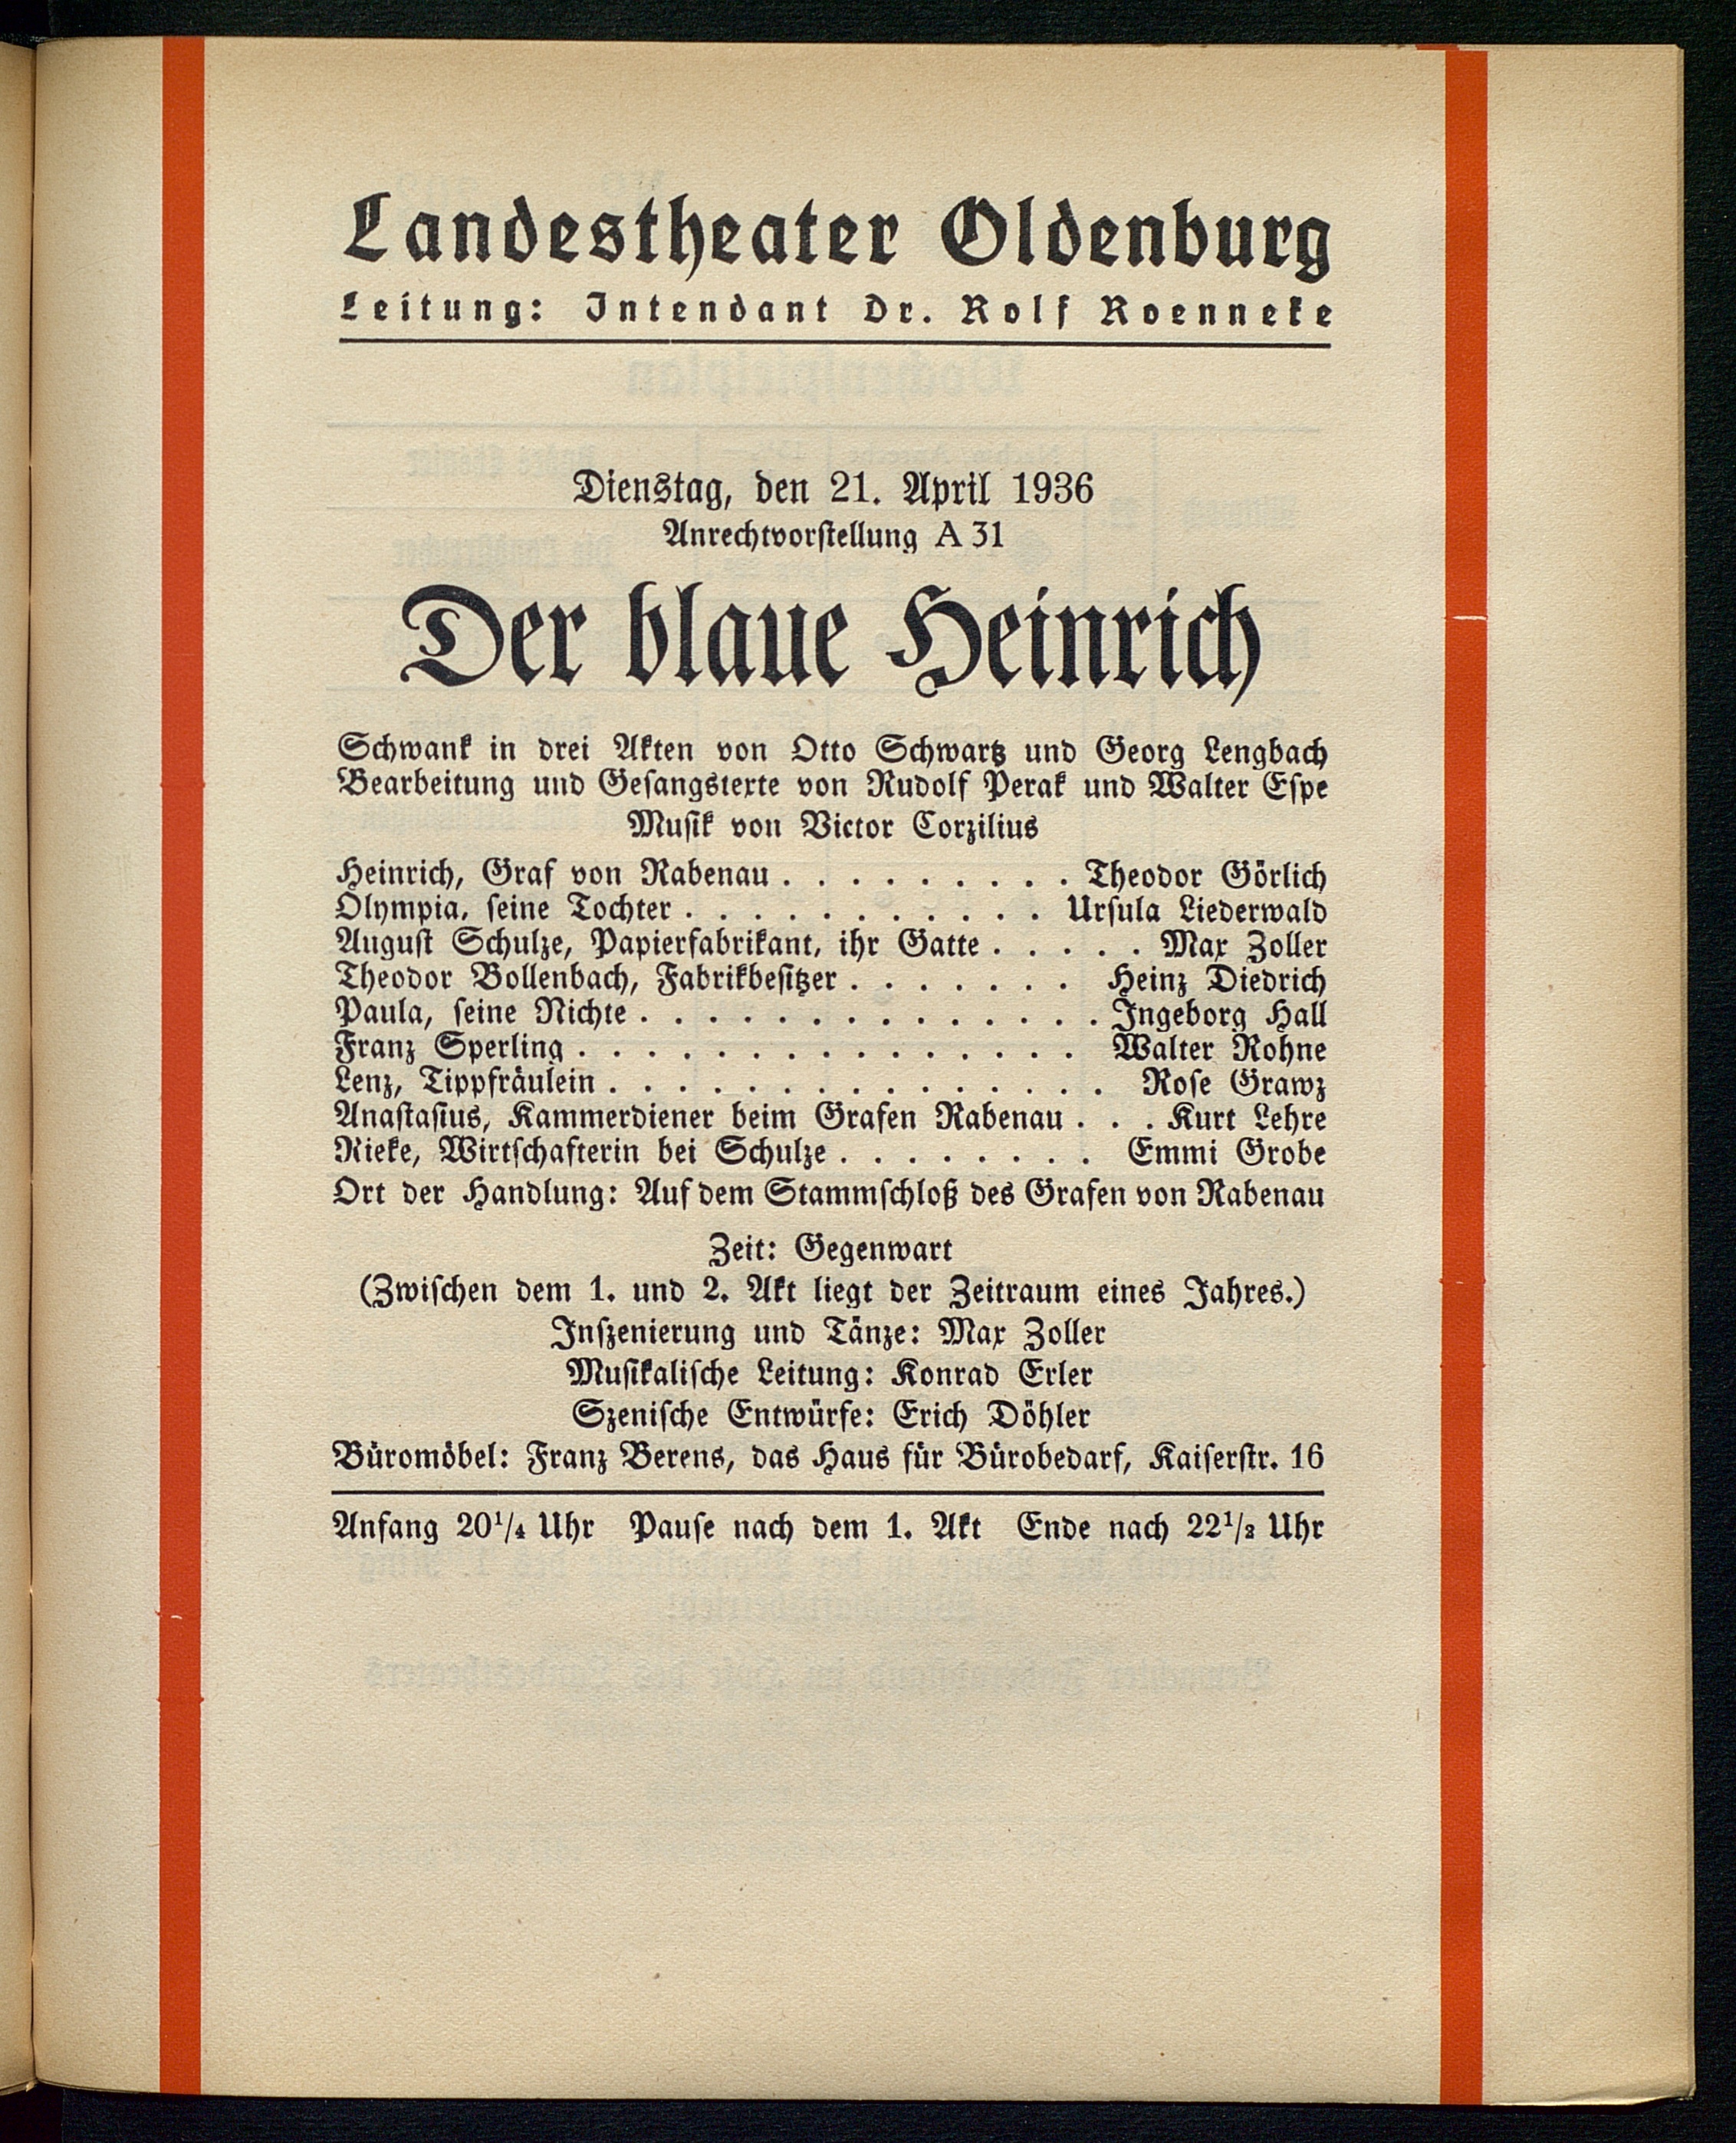 Landestheater Oldenburg
Leitung: Intendant Dr. Rolf Roenneke
Dienstag, den 21. April 1936
Anrechtvorstellung A 31
Der blaue Heinrich
Schwank in drei Akten von Otto Schwartz und Georg Lengbach
Bearbeitung und Gesangstexte von Rudolf Perak und Walter Espe
Musik von Victor Corzilius
Heinrich, Graf von Rabenau . . . . . . . . . Theodor Görlich
Olympia, seine Tochter . . . . . . . . . . . Ursula Liederwald
August Schulze, Papierfabrikant, ihr Gatte . . . . . Max Zoller
Theodor Bollenbach, Fabrikbesitzer . . . . . . . Heinz Diedrich
Paula, seine Nichte . . . . . . . . . . . . . . Ingeborg Hall
Franz Sperling . . . . . . . . . . . . . . . Walter Rohne
Lenz, Tippfräulein . . . . . . . . . . . . . . . Rose Grawz
Anastasius, Kammerdiener beim Grafen Rabenau . . . Kurt Lehre
Rieke, Wirtschafterin bei Schulze . . . . . . . . Emmi Grobe
Ort der Handlung: Auf dem Stammschloß des Grafen von Rabenau
Zeit: Gegenwart
(Zwischen dem 1. und 2. Akt liegt der Zeitraum eines Jahres.)
Inszenierung und Tänze: Max Zoller
Musikalische Leitung: Konrad Erler
Szenische Entwürfe: Erich Döhler
Büromöbel: Franz Berens, das Haus für Bürobedarf, Kaiserstr. 16
Anfang 20¹/₄ Uhr Pause nach dem 1. Akt Ende nach 22¹/₂ Uhr